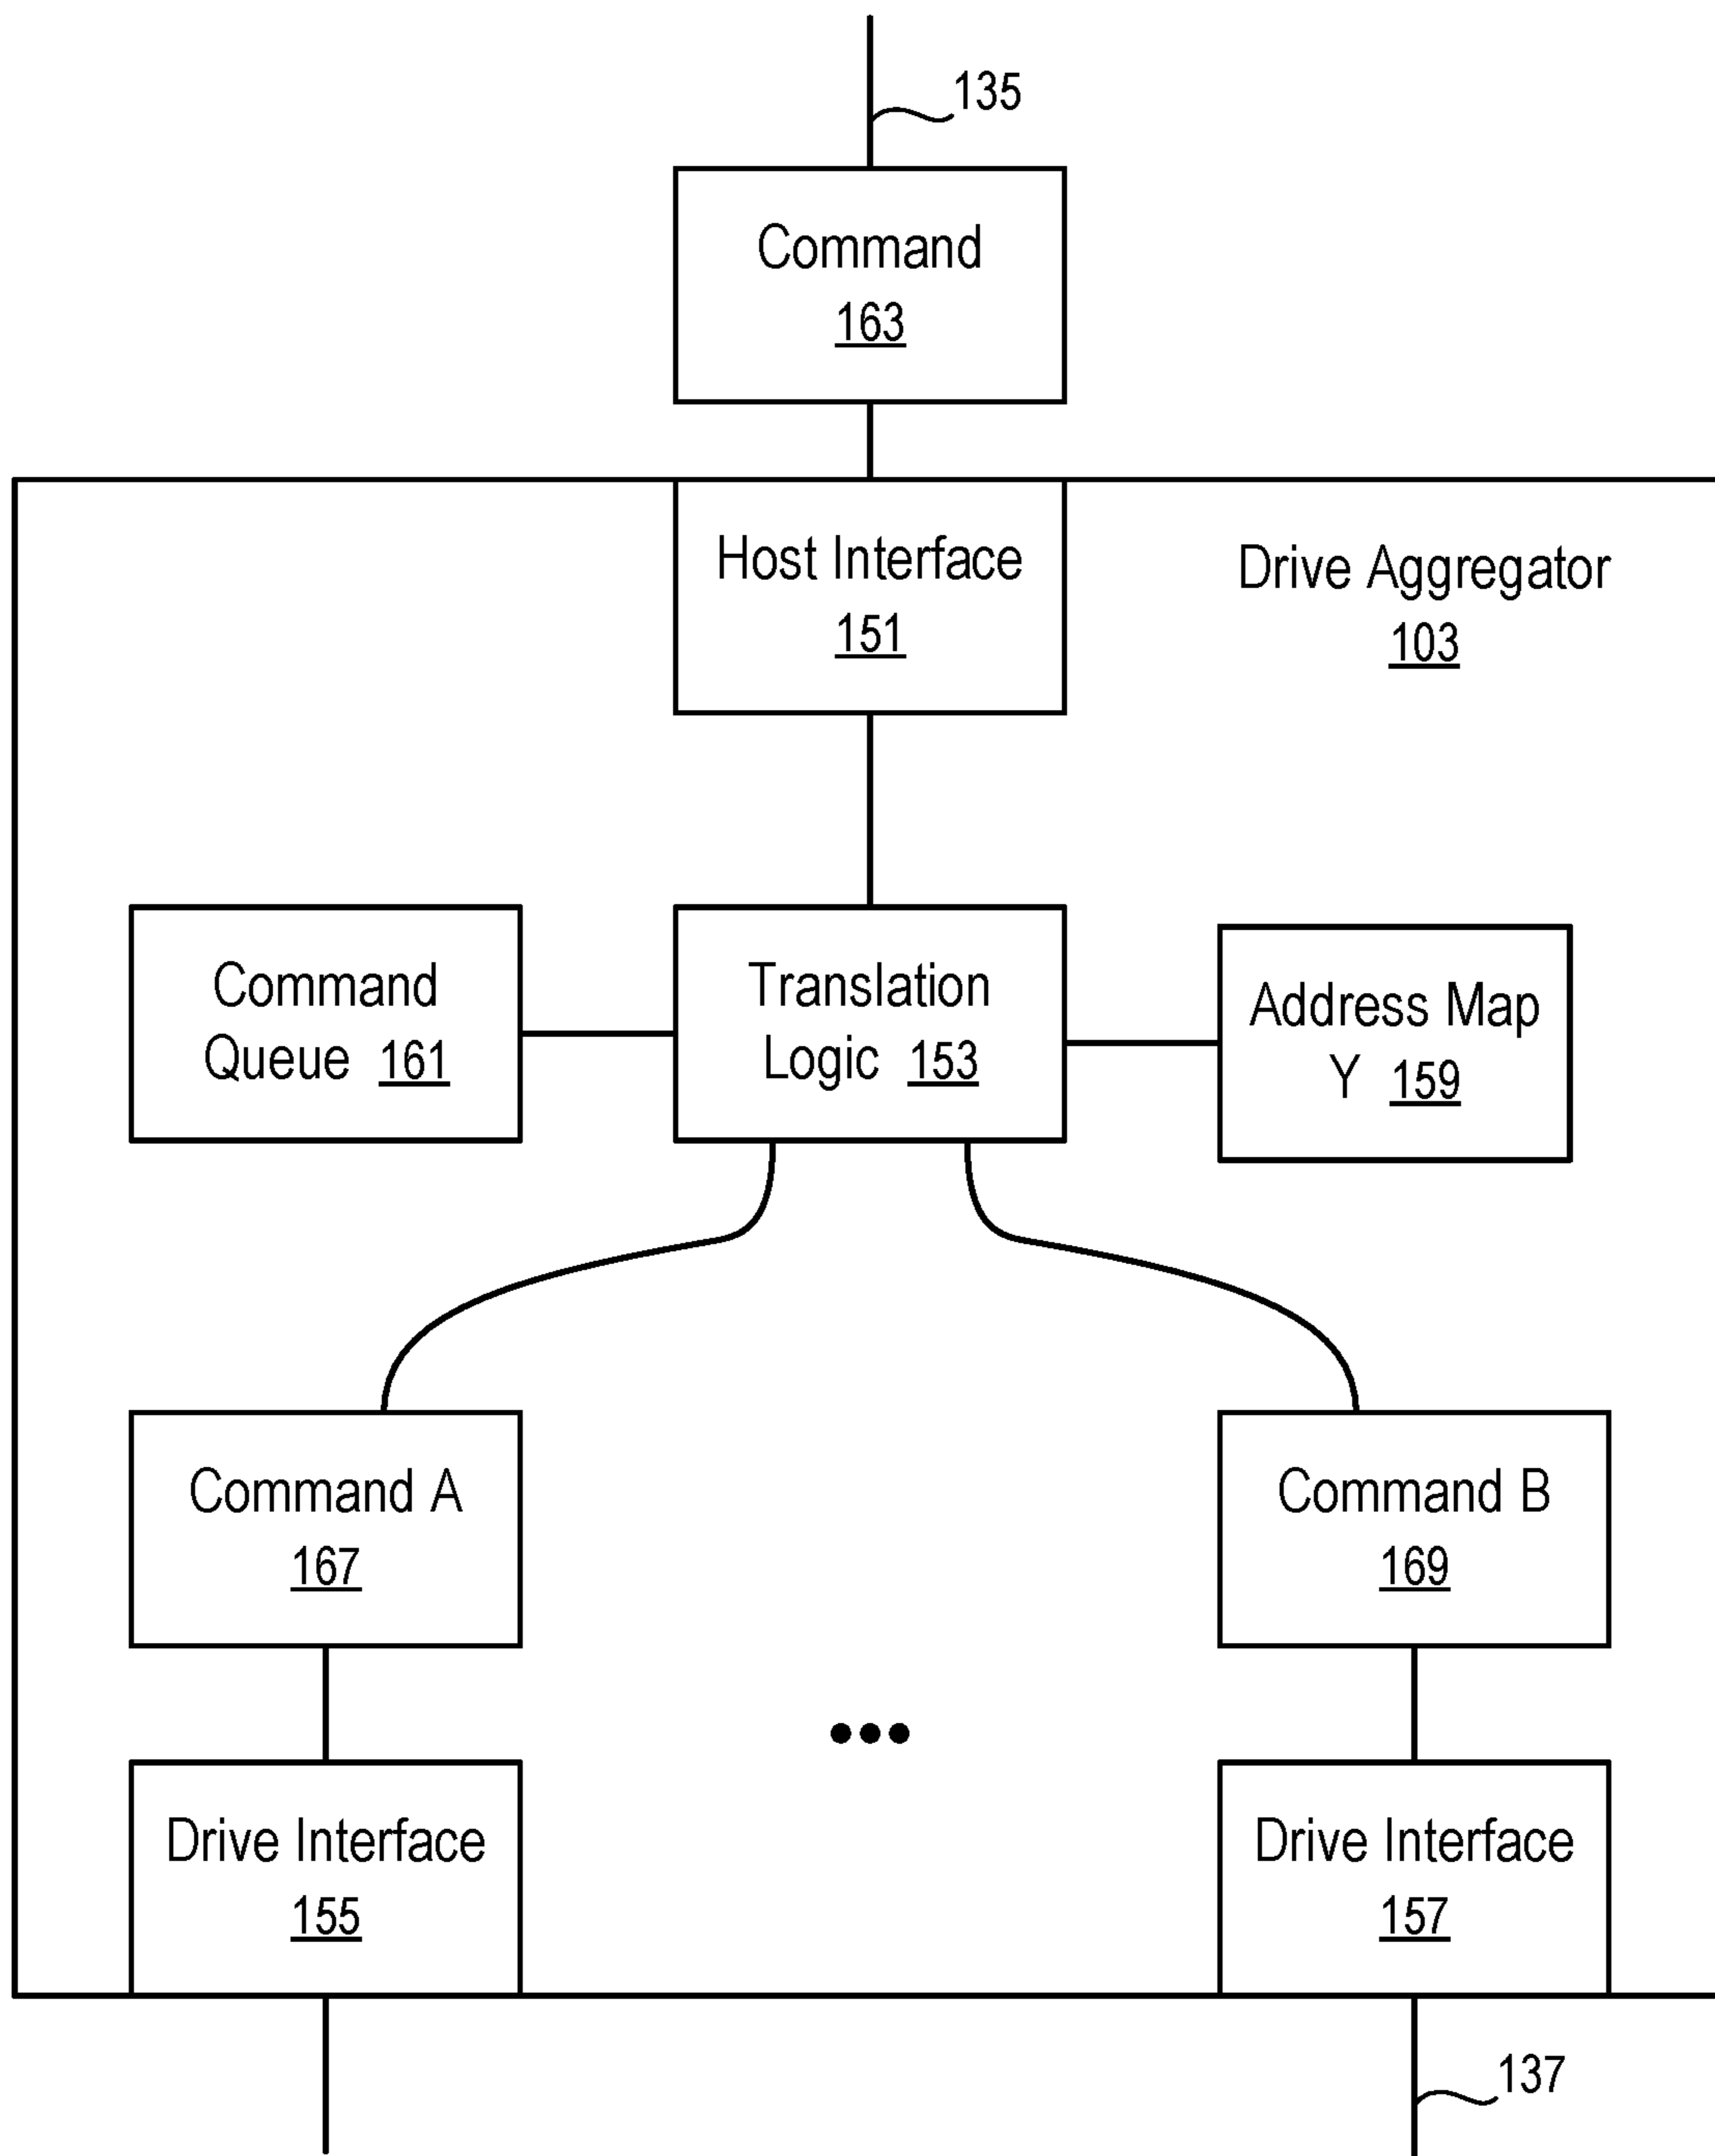 135
Command
163
Host Interface
151
Drive Aggregator
103
Command
Queue 161
Translation
Logic 153
Address Map
Y 159
Command A
167
Command B
169
Drive Interface
155
Drive Interface
157
137